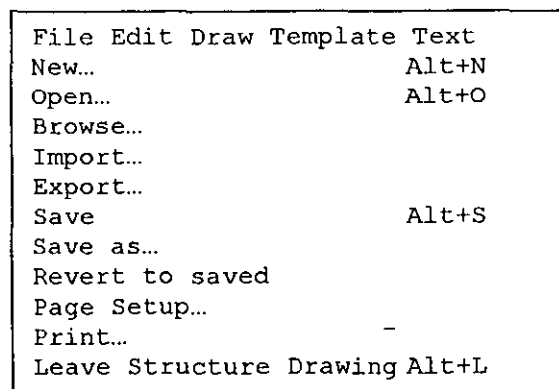 File Edit Draw Template Text
New… Alt+N
Open… Alt+O
Browse…
Import…
Export…
Save Alt+S
Save as…
Revert to saved
Page Setup…
Print…
Leave Structure Drawing Alt+L